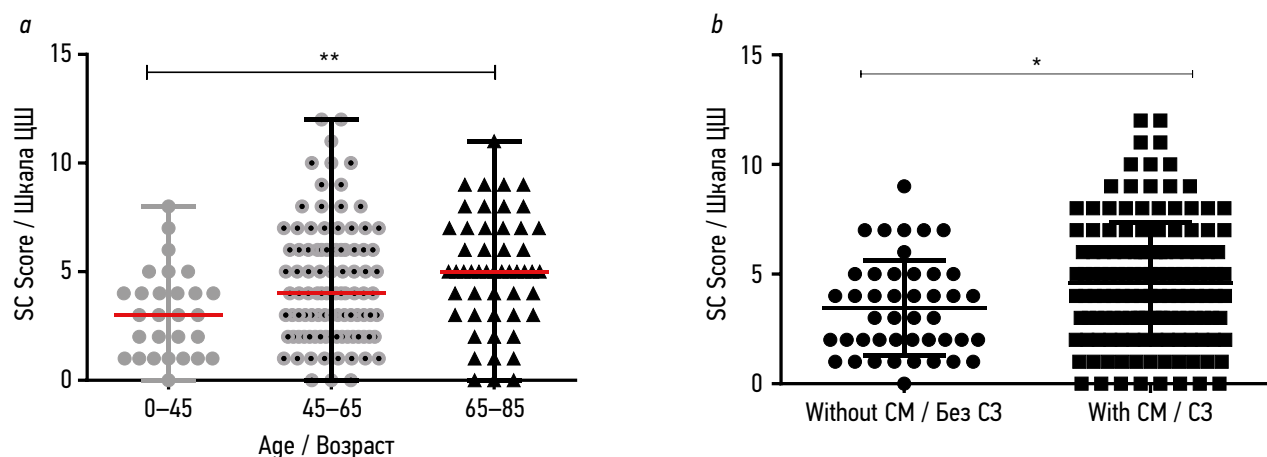 a
15
10
5
0
SC Score / Шкала ЦШ
**
0–45
45–65
65–85
Age / Возраст
b
15
10
5
0
SC Score / Шкала ЦШ
*
Without CM / Без СЗ
With CM / СЗ